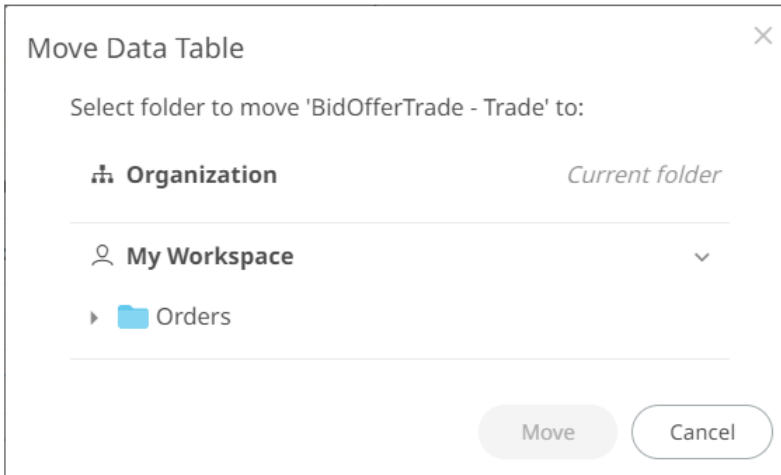 Move Data Table
Select folder to move 'BidOfferTrade - Trade' to:
Organization Current folder
My Workspace
Orders
Move Cancel